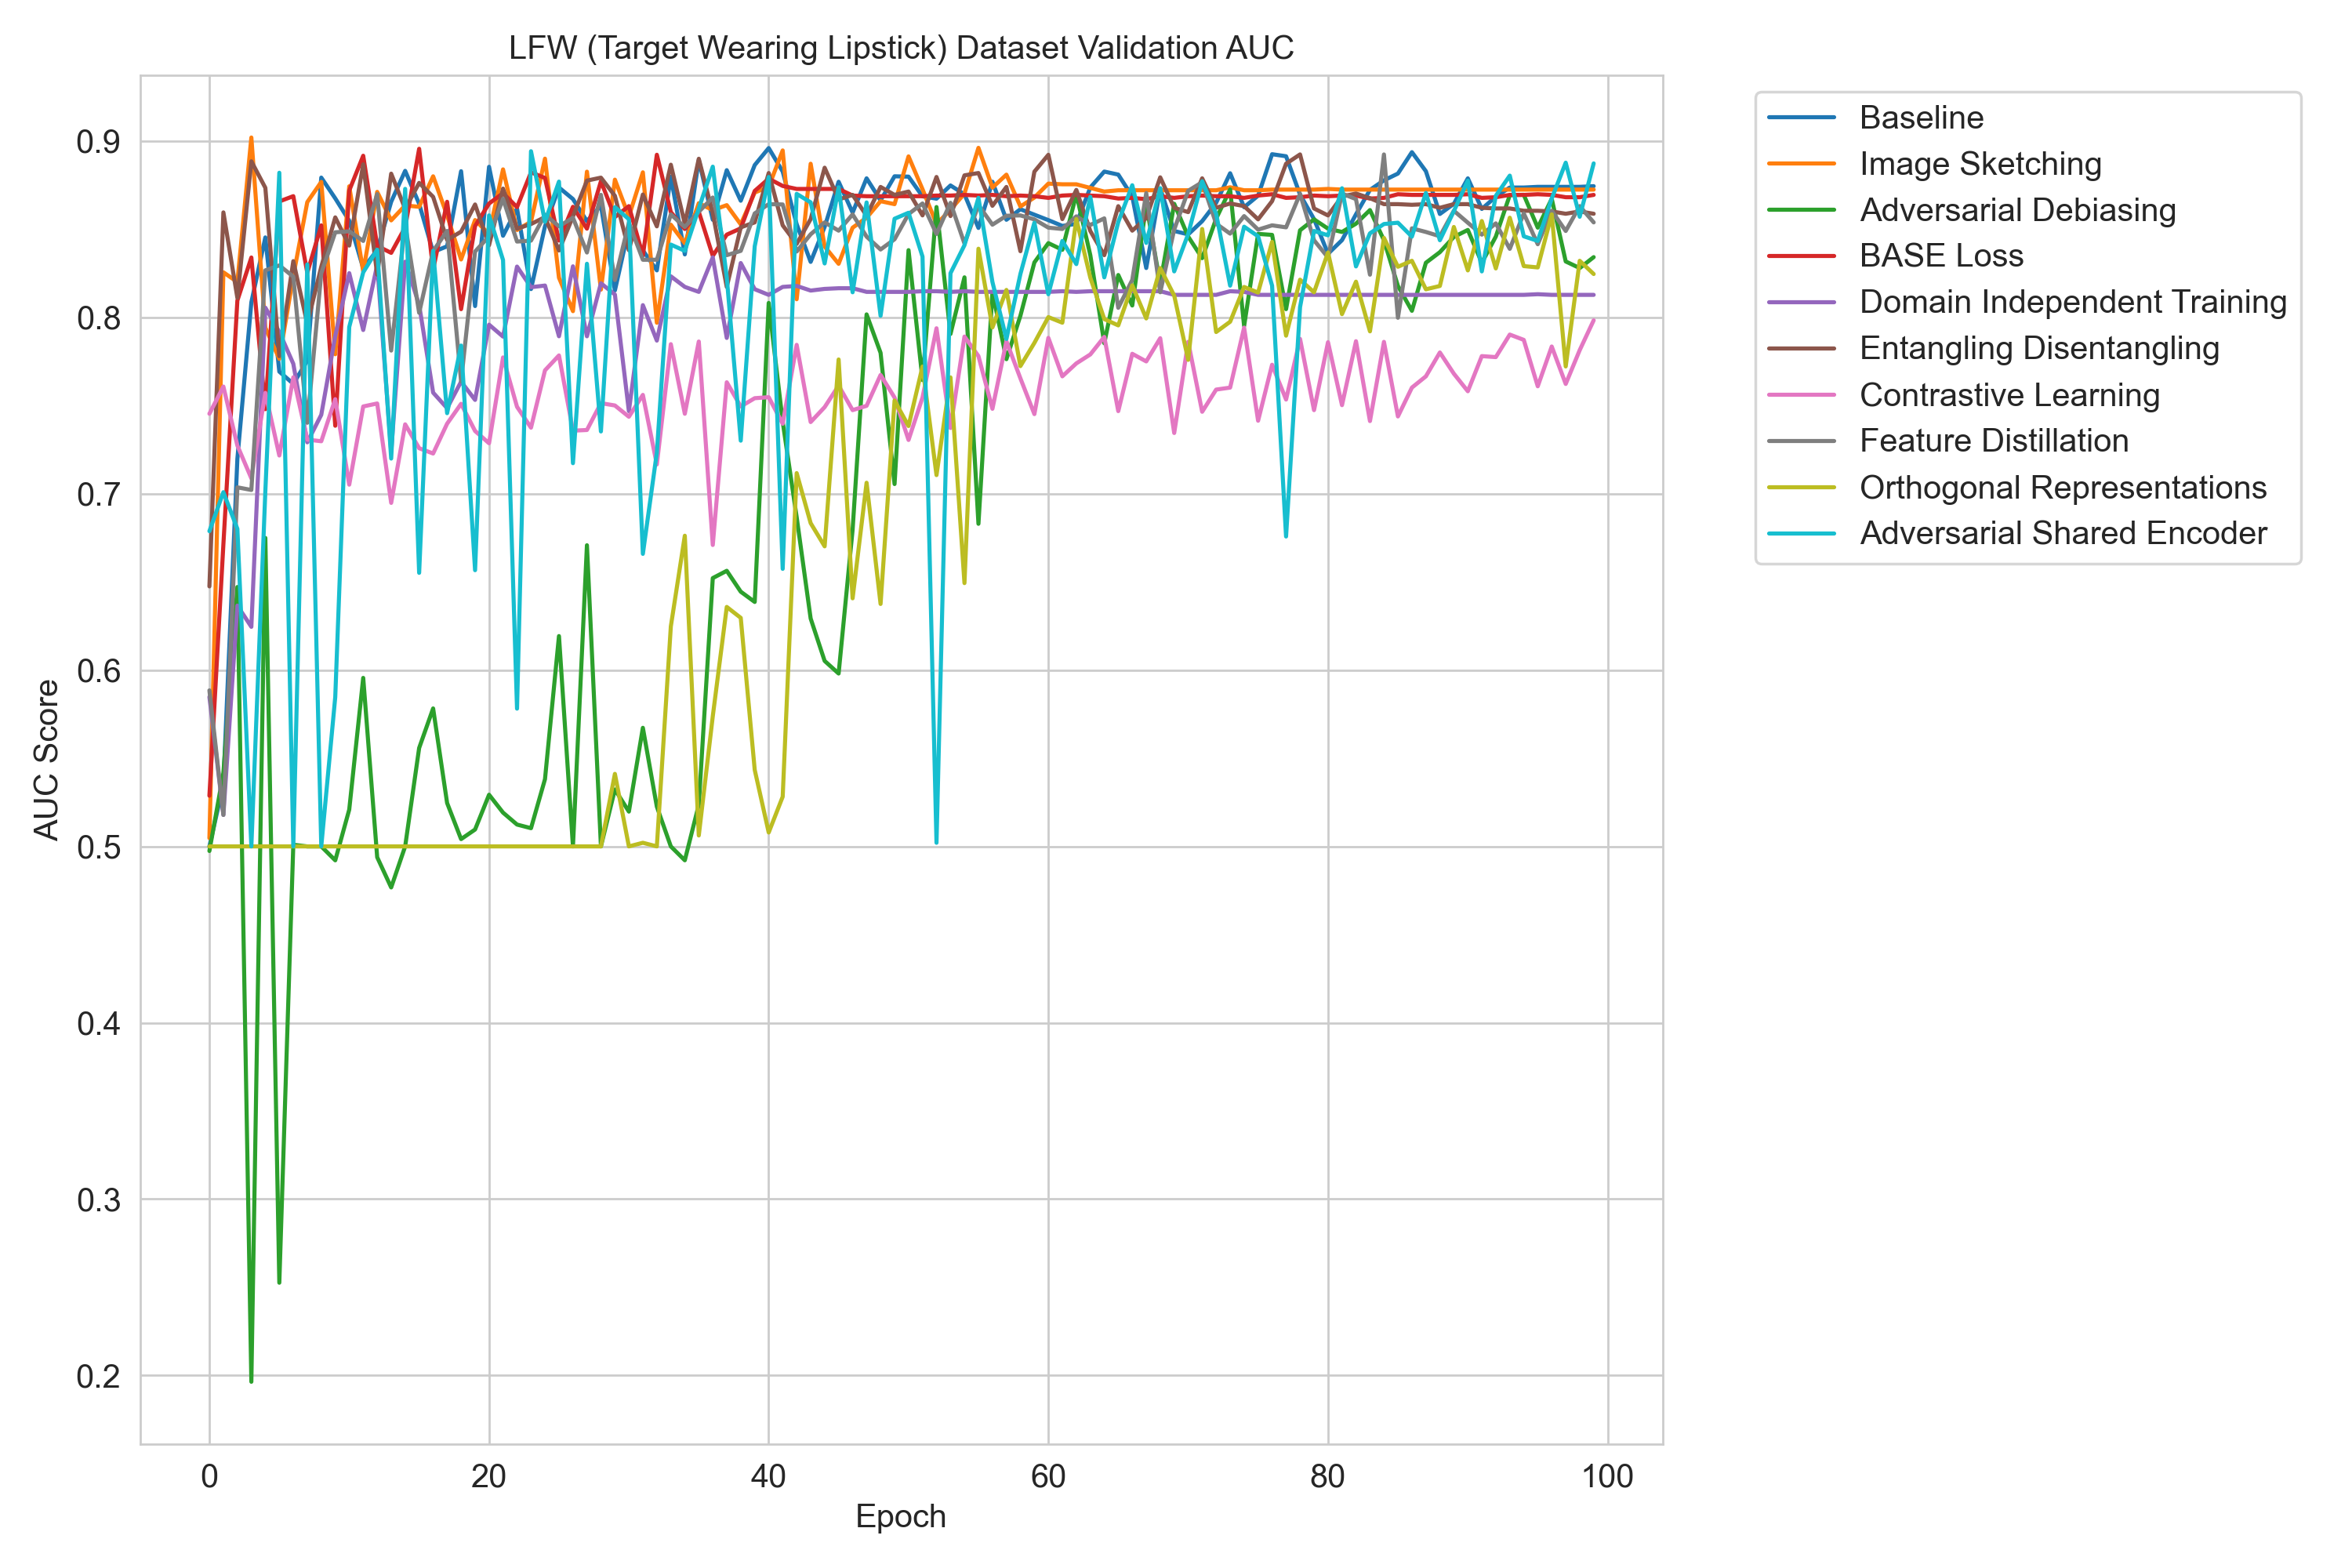 LFW (Target Wearing Lipstick) Dataset Validation AUC
0.9
0.8
0.7
0.6
0.5
0.4
0.3
0.2
AUC Score
0 20 40 60 80 100
Epoch
Baseline
Image Sketching
Adversarial Debiasing
BASE Loss
Domain Independent Training
Entangling Disentangling
Contrastive Learning
Feature Distillation
Orthogonal Representations
Adversarial Shared Encoder